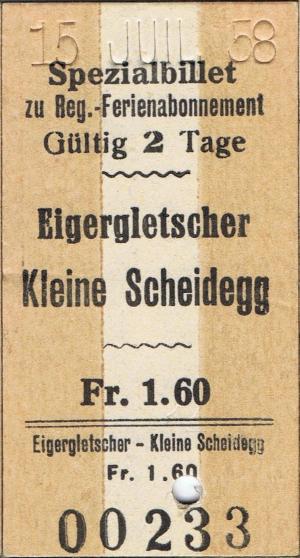 15 JUIL 58
Spezialbillet
zu Reg.-Ferienabonnement
Gültig 2 Tage
Eigergletscher
Kleine Scheidegg
Fr. 1.60
Eigergletscher - Kleine Scheidegg
Fr. 1.60
00233